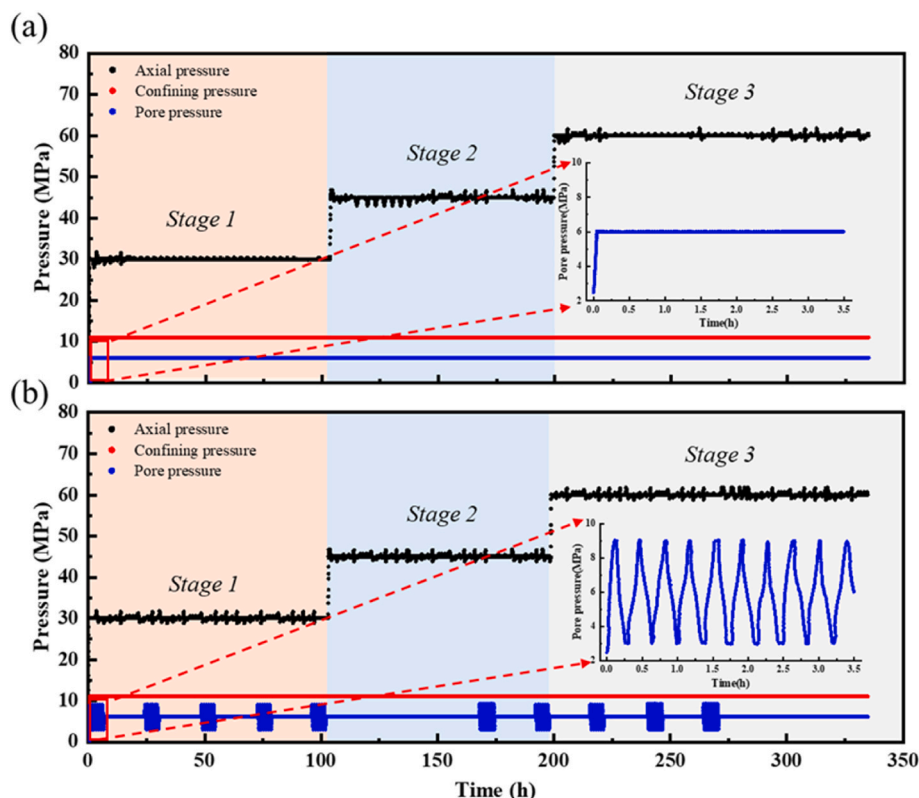 (a)
80
70
60
50
40
30
20
10
0
Pressure (MPa)
Axial pressure
Confining pressure
Pore pressure
Stage 1
Stage 2
Stage 3
10
8
6
4
2
Pore pressure(MPa)
0.0 0.5 1.0 1.5 2.0 2.5 3.0 3.5
Time(h)
(b)
80
70
60
50
40
30
20
10
0
Pressure (MPa)
Axial pressure
Confining pressure
Pore pressure
Stage 1
Stage 2
Stage 3
10
8
6
4
2
Pore pressure(MPa)
0.0 0.5 1.0 1.5 2.0 2.5 3.0 3.5
Time(h)
0 50 100 150 200 250 300 350
Time (h)